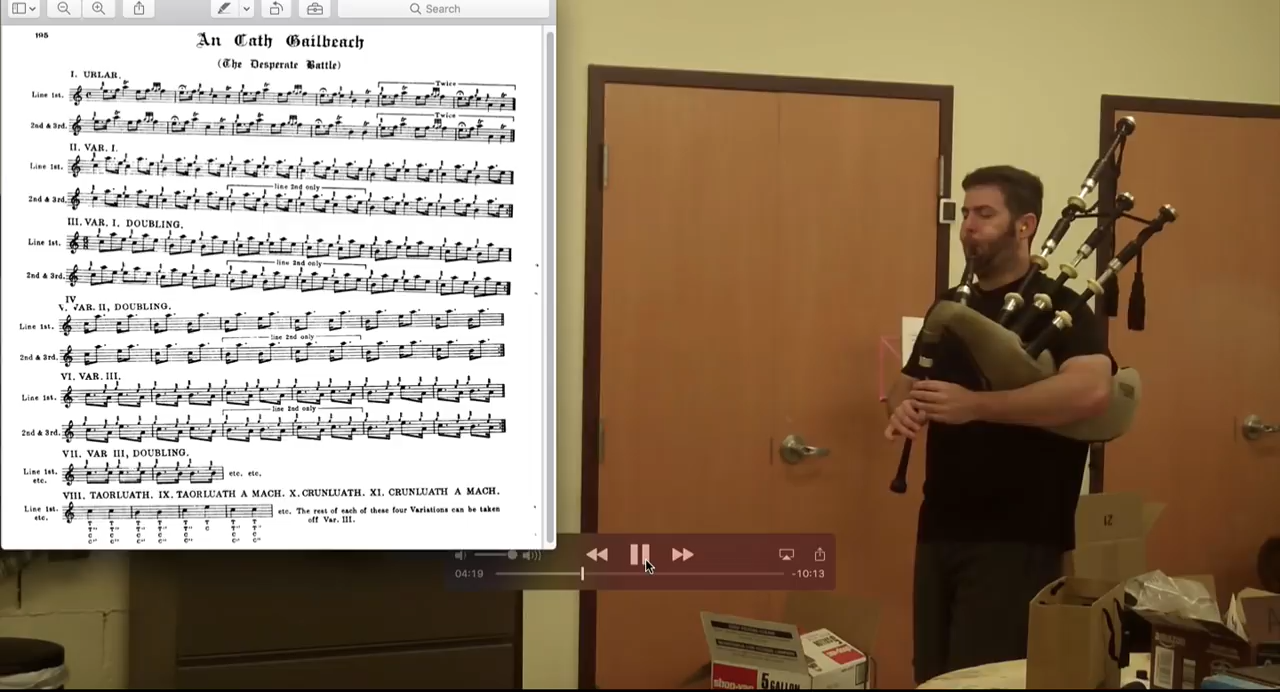 Search
195
An Cath Gailbeach
(The Desperate Battle)
I. URLAR.
Twice
Line 1st.
Twice
2nd & 3rd.
II. VAR. I.
Line 1st.
line 2nd only
2nd & 3rd.
III. VAR. I. DOUBLING.
Line 1st.
line 2nd only
2nd & 3rd.
IV
V. VAR. II, DOUBLING.
Line 1st.
line 2nd only
2nd & 3rd.
VI. VAR. III.
Line 1st.
line 2nd only
2nd & 3rd.
VII. VAR III, DOUBLING.
Line 1st. etc. etc.
etc.
VIII. TAORLUATH. IX. TAORLUATH A MACH. X. CRUNLUATH. XI. CRUNLUATH A MACH.
Line 1st. etc. The rest of each of these four Variations can be taken
etc. off Var. III.
04:19
-10:13
12
shop-vac
5 GALLON